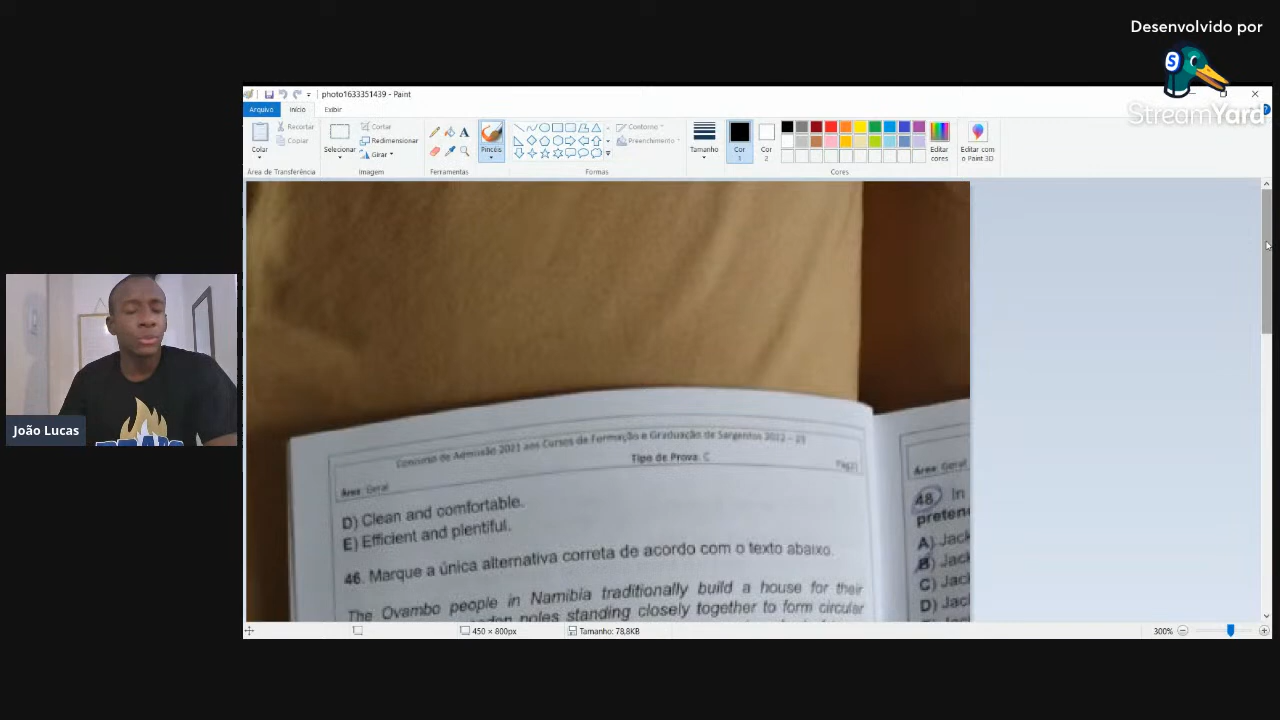 Desenvolvido por
StreamYard
photo1633351439 - Paint
Arquivo
Início
Exibir
Colar
Recortar
Copiar
Área de Transferência
Selecionar
Cortar
Redimensionar
Girar
Imagem
Ferramentas
Pincéis
Contorno
Preenchimento
Formas
Tamanho
Cor 1
Cor 2
Editar cores
Editar com o Paint 3D
Cores
João Lucas
Concurso de Admissão 2021 aos Cursos de Formação e Graduação de Sargentos 2022 – 23
Tipo de Prova: C
Área: Geral
D) Clean and comfortable.
E) Efficient and plentiful.
46. Marque a única alternativa correta de acordo com o texto abaixo.
The Ovambo people in Namibia traditionally build a house for their
poles standing closely together to form circular
Área: Geral
48. In
preten
A) Jack
B) Jack
C) Jac
D) Jac
450 × 800px
Tamanho: 78,8KB
300%